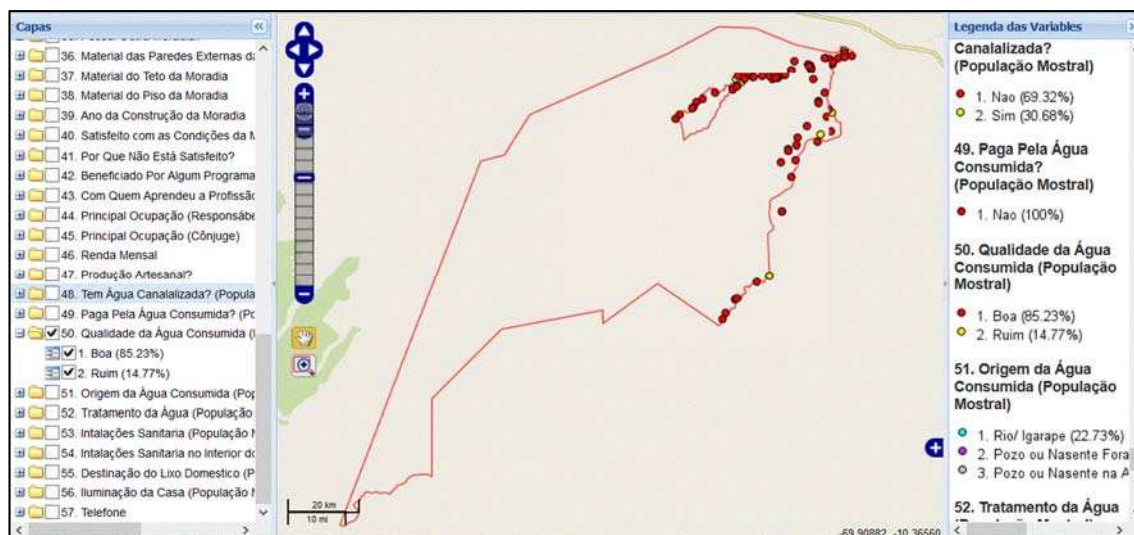 Capas
36. Material das Paredes Externas da
37. Material do Teto da Moradia
38. Material do Piso da Moradia
39. Ano da Construção da Moradia
40. Satisfeito com as Condições da M
41. Por Que Não Está Satisfeito?
42. Beneficiado Por Algum Programa
43. Com Quem Aprendeu a Profissão
44. Principal Ocupação (Responsábe
45. Principal Ocupação (Cônjuge)
46. Renda Mensal
47. Produção Artesanal?
48. Tem Água Canalalizada? (Popula
49. Paga Pela Água Consumida? (Po
50. Qualidade da Água Consumida (
1. Boa (85.23%)
2. Ruim (14.77%)
51. Origem da Água Consumida (Pop
52. Tratamento da Água (População
53. Intalações Sanitaria (População M
54. Intalações Sanitaria no Interior do
55. Destinação do Lixo Domestico (P
56. Iluminação da Casa (População M
57. Telefone
20 km
10 mi
-69.90882, -10.36560
Legenda das Variables
Canalalizada?
(População Mostral)
1. Nao (69.32%)
2. Sim (30.68%)
49. Paga Pela Água
Consumida?
(População Mostral)
1. Nao (100%)
50. Qualidade da Água
Consumida (População
Mostral)
1. Boa (85.23%)
2. Ruim (14.77%)
51. Origem da Água
Consumida (População
Mostral)
1. Rio/ Igarape (22.73%)
2. Pozo ou Nasente Fora
3. Pozo ou Nasente na A
52. Tratamento da Água